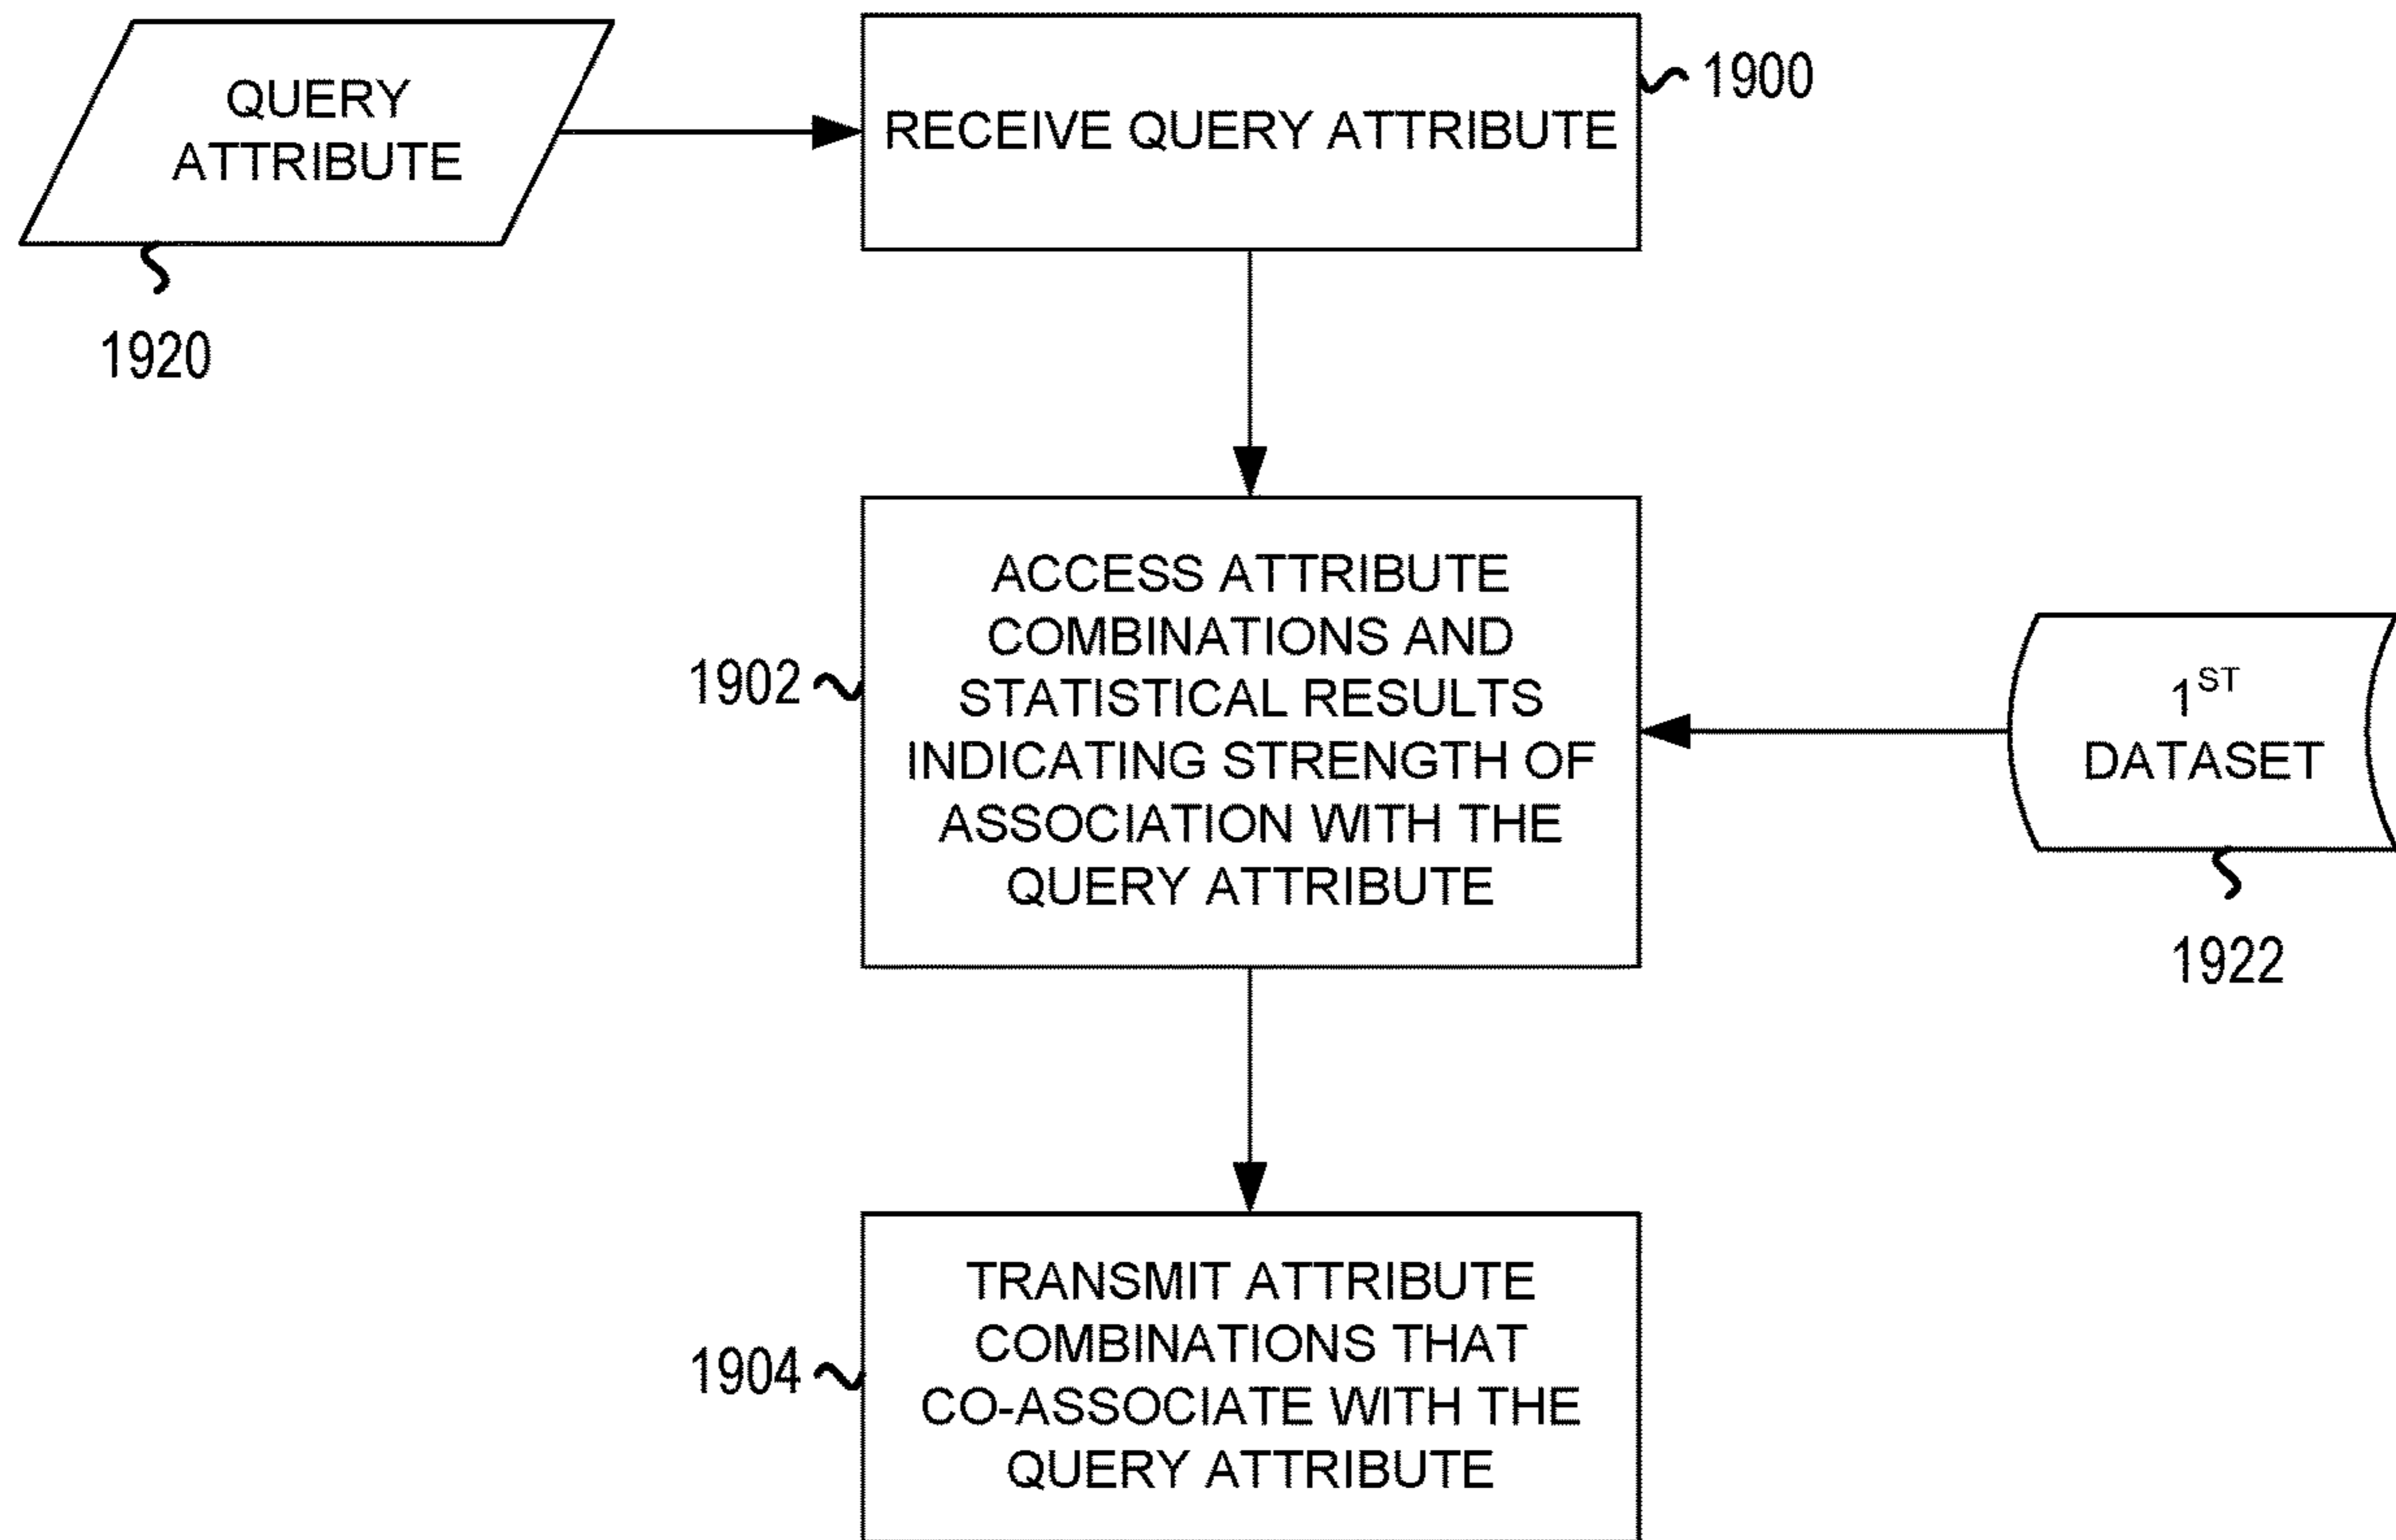 QUERY
ATTRIBUTE
1920
RECEIVE QUERY ATTRIBUTE
1900
ACCESS ATTRIBUTE
COMBINATIONS AND
STATISTICAL RESULTS
INDICATING STRENGTH OF
ASSOCIATION WITH THE
QUERY ATTRIBUTE
1902
1ST
DATASET
1922
TRANSMIT ATTRIBUTE
COMBINATIONS THAT
CO-ASSOCIATE WITH THE
QUERY ATTRIBUTE
1904